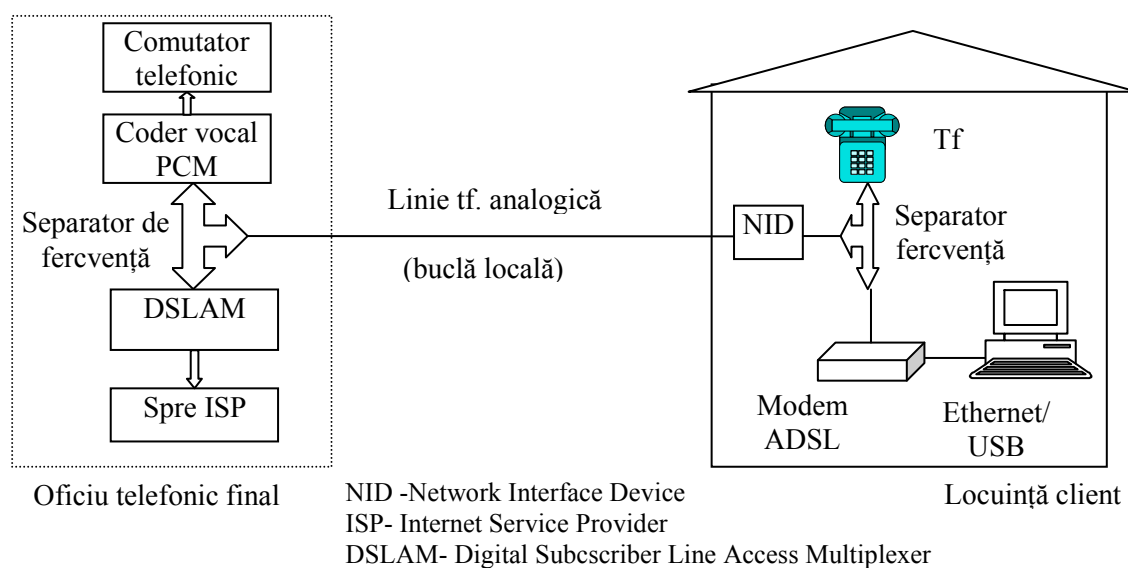 Comutator
telefonic
Coder vocal
PCM
Separator de
fercvență
DSLAM
Spre ISP
Oficiu telefonic final
Linie tf. analogică
(buclă locală)
NID
Tf
Separator
fercvență
Modem
ADSL
Ethernet/
USB
Locuință client
NID -Network Interface Device
ISP- Internet Service Provider
DSLAM- Digital Subcscriber Line Access Multiplexer